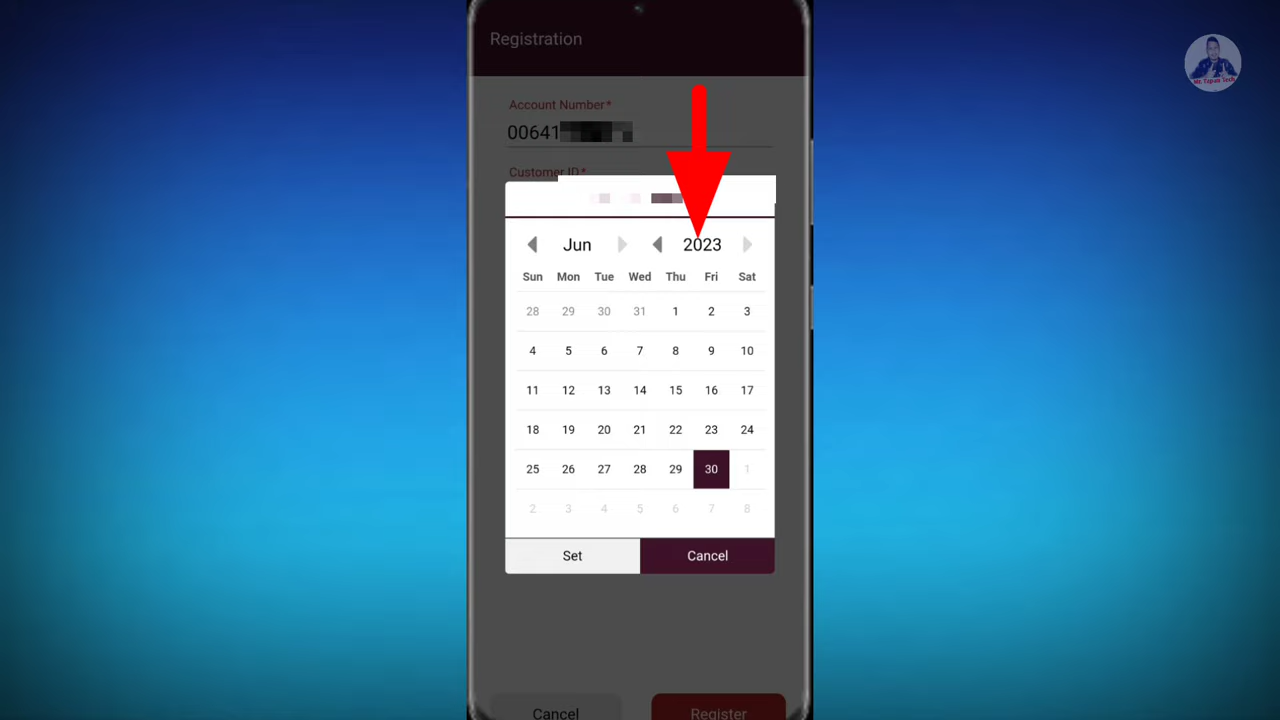 Registration
Mr. Tapan Tech
Account Number*
00641
Customer ID*
Jun 2023
Sun Mon Tue Wed Thu Fri Sat
28 29 30 31 1 2 3
4 5 6 7 8 9 10
11 12 13 14 15 16 17
18 19 20 21 22 23 24
25 26 27 28 29 30 1
2 3 4 5 6 7 8
Set Cancel
Cancel Register